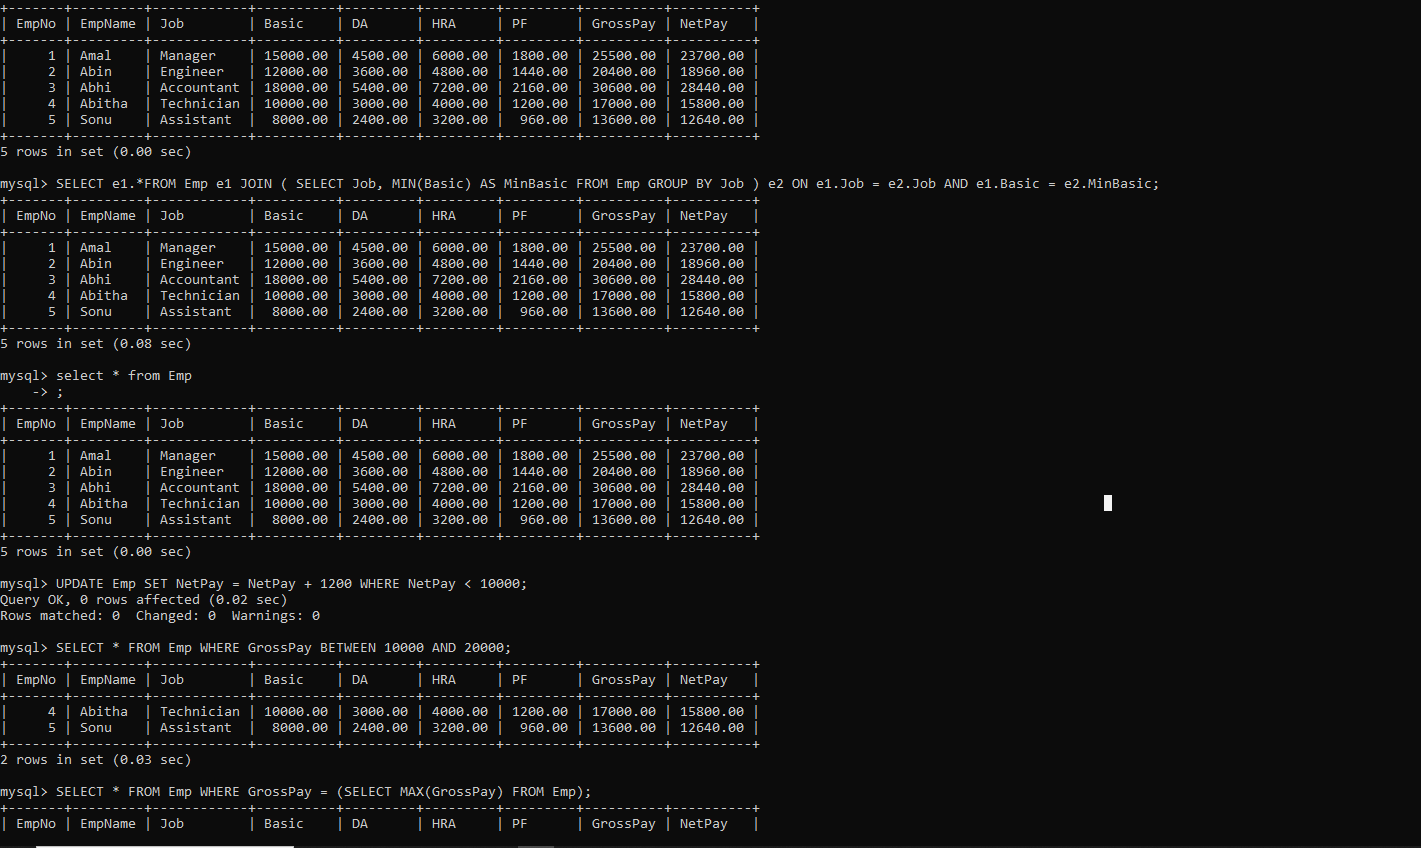 +-------+---------+------------+----------+---------+---------+---------+----------+----------+
| EmpNo | EmpName | Job        | Basic    | DA      | HRA     | PF      | GrossPay | NetPay   |
+-------+---------+------------+----------+---------+---------+---------+----------+----------+
|     1 | Amal    | Manager    | 15000.00 | 4500.00 | 6000.00 | 1800.00 | 25500.00 | 23700.00 |
|     2 | Abin    | Engineer   | 12000.00 | 3600.00 | 4800.00 | 1440.00 | 20400.00 | 18960.00 |
|     3 | Abhi    | Accountant | 18000.00 | 5400.00 | 7200.00 | 2160.00 | 30600.00 | 28440.00 |
|     4 | Abitha  | Technician | 10000.00 | 3000.00 | 4000.00 | 1200.00 | 17000.00 | 15800.00 |
|     5 | Sonu    | Assistant  |  8000.00 | 2400.00 | 3200.00 |  960.00 | 13600.00 | 12640.00 |
+-------+---------+------------+----------+---------+---------+---------+----------+----------+
5 rows in set (0.00 sec)
mysql> SELECT e1.*FROM Emp e1 JOIN ( SELECT Job, MIN(Basic) AS MinBasic FROM Emp GROUP BY Job ) e2 ON e1.Job = e2.Job AND e1.Basic = e2.MinBasic;
+-------+---------+------------+----------+---------+---------+---------+----------+----------+
| EmpNo | EmpName | Job        | Basic    | DA      | HRA     | PF      | GrossPay | NetPay   |
+-------+---------+------------+----------+---------+---------+---------+----------+----------+
|     1 | Amal    | Manager    | 15000.00 | 4500.00 | 6000.00 | 1800.00 | 25500.00 | 23700.00 |
|     2 | Abin    | Engineer   | 12000.00 | 3600.00 | 4800.00 | 1440.00 | 20400.00 | 18960.00 |
|     3 | Abhi    | Accountant | 18000.00 | 5400.00 | 7200.00 | 2160.00 | 30600.00 | 28440.00 |
|     4 | Abitha  | Technician | 10000.00 | 3000.00 | 4000.00 | 1200.00 | 17000.00 | 15800.00 |
|     5 | Sonu    | Assistant  |  8000.00 | 2400.00 | 3200.00 |  960.00 | 13600.00 | 12640.00 |
+-------+---------+------------+----------+---------+---------+---------+----------+----------+
5 rows in set (0.08 sec)
mysql> select * from Emp
    -> ;
+-------+---------+------------+----------+---------+---------+---------+----------+----------+
| EmpNo | EmpName | Job        | Basic    | DA      | HRA     | PF      | GrossPay | NetPay   |
+-------+---------+------------+----------+---------+---------+---------+----------+----------+
|     1 | Amal    | Manager    | 15000.00 | 4500.00 | 6000.00 | 1800.00 | 25500.00 | 23700.00 |
|     2 | Abin    | Engineer   | 12000.00 | 3600.00 | 4800.00 | 1440.00 | 20400.00 | 18960.00 |
|     3 | Abhi    | Accountant | 18000.00 | 5400.00 | 7200.00 | 2160.00 | 30600.00 | 28440.00 |
|     4 | Abitha  | Technician | 10000.00 | 3000.00 | 4000.00 | 1200.00 | 17000.00 | 15800.00 |
|     5 | Sonu    | Assistant  |  8000.00 | 2400.00 | 3200.00 |  960.00 | 13600.00 | 12640.00 |
+-------+---------+------------+----------+---------+---------+---------+----------+----------+
5 rows in set (0.00 sec)
mysql> UPDATE Emp SET NetPay = NetPay + 1200 WHERE NetPay < 10000;
Query OK, 0 rows affected (0.02 sec)
Rows matched: 0  Changed: 0  Warnings: 0
mysql> SELECT * FROM Emp WHERE GrossPay BETWEEN 10000 AND 20000;
+-------+---------+------------+----------+---------+---------+---------+----------+----------+
| EmpNo | EmpName | Job        | Basic    | DA      | HRA     | PF      | GrossPay | NetPay   |
+-------+---------+------------+----------+---------+---------+---------+----------+----------+
|     4 | Abitha  | Technician | 10000.00 | 3000.00 | 4000.00 | 1200.00 | 17000.00 | 15800.00 |
|     5 | Sonu    | Assistant  |  8000.00 | 2400.00 | 3200.00 |  960.00 | 13600.00 | 12640.00 |
+-------+---------+------------+----------+---------+---------+---------+----------+----------+
2 rows in set (0.03 sec)
mysql> SELECT * FROM Emp WHERE GrossPay = (SELECT MAX(GrossPay) FROM Emp);
+-------+---------+------------+----------+---------+---------+---------+----------+----------+
| EmpNo | EmpName | Job        | Basic    | DA      | HRA     | PF      | GrossPay | NetPay   |